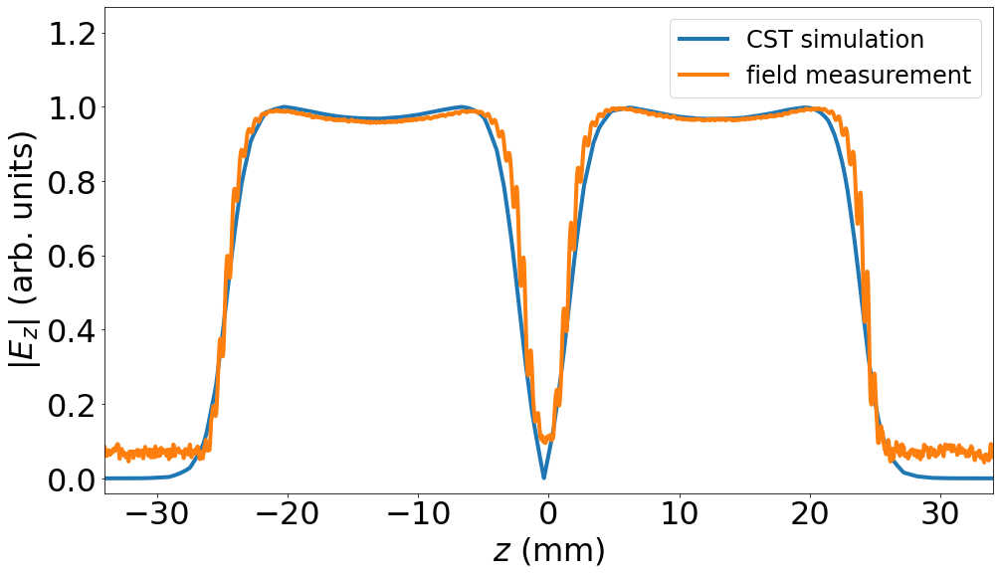 1.2
1.0
0.8
0.6
0.4
0.2
0.0
|E_z| (arb. units)
CST simulation
field measurement
−30 −20 −10 0 10 20 30
z (mm)